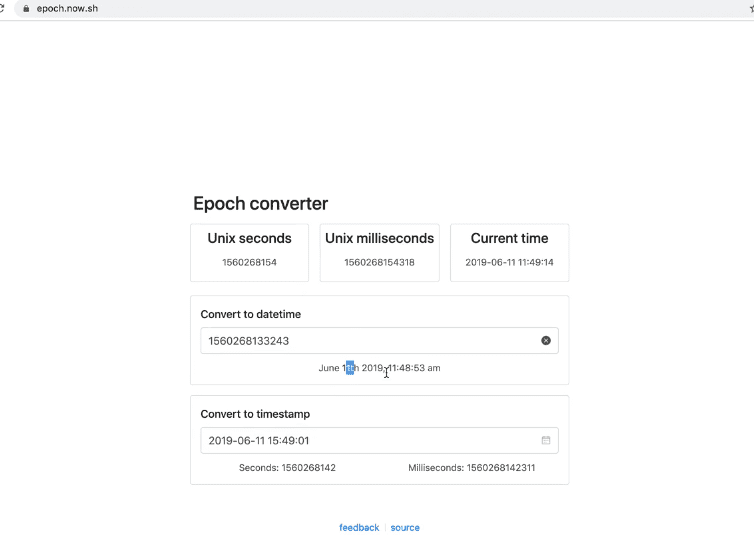 epoch.now.sh
Epoch converter
Unix seconds
1560268154
Unix milliseconds
1560268154318
Current time
2019-06-11 11:49:14
Convert to datetime
1560268133243
June 11th 2019, 11:48:53 am
Convert to timestamp
2019-06-11 15:49:01
Seconds: 1560268142
Milliseconds: 1560268142311
feedback | source